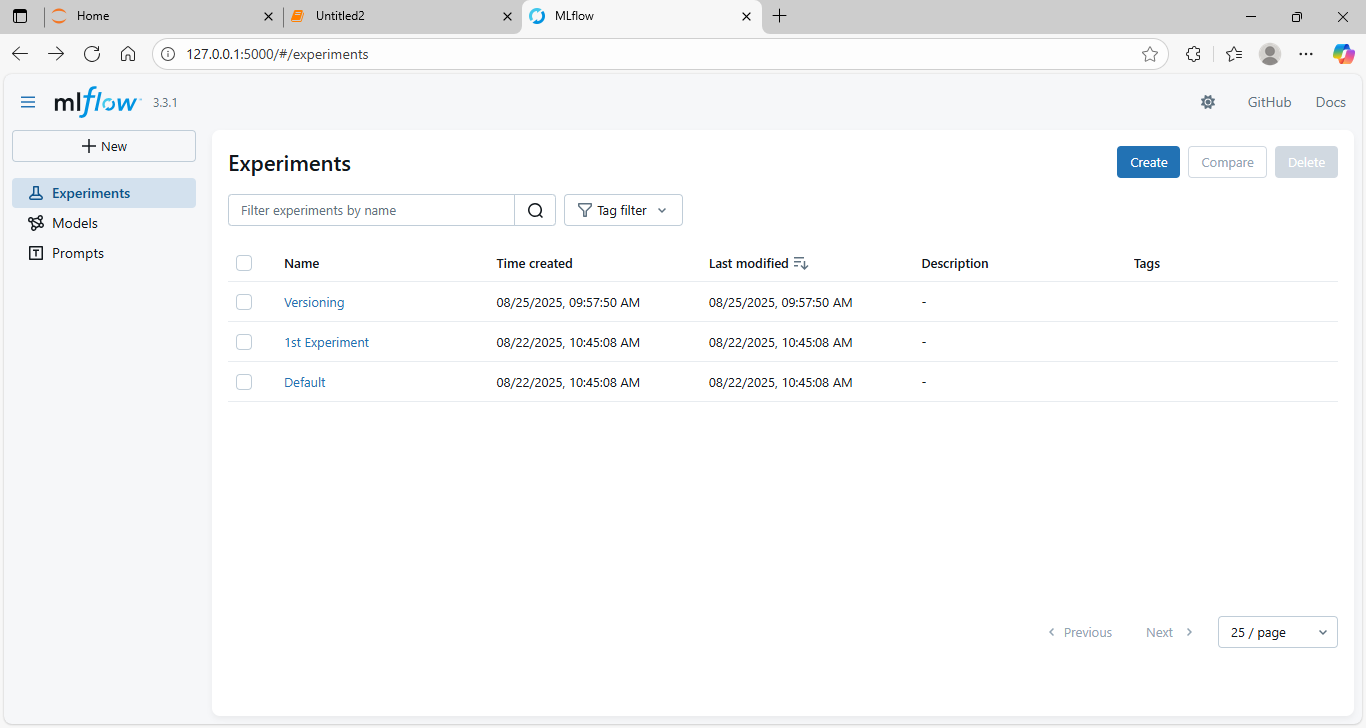 Home
Untitled2
MLflow
127.0.0.1:5000/#/experiments
mlflow 3.3.1
GitHub Docs
New
Experiments
Models
Prompts
Experiments
Create Compare Delete
Filter experiments by name
Tag filter
Name Time created Last modified Description Tags
Versioning 08/25/2025, 09:57:50 AM 08/25/2025, 09:57:50 AM -
1st Experiment 08/22/2025, 10:45:08 AM 08/22/2025, 10:45:08 AM -
Default 08/22/2025, 10:45:08 AM 08/22/2025, 10:45:08 AM -
Previous Next 25 / page